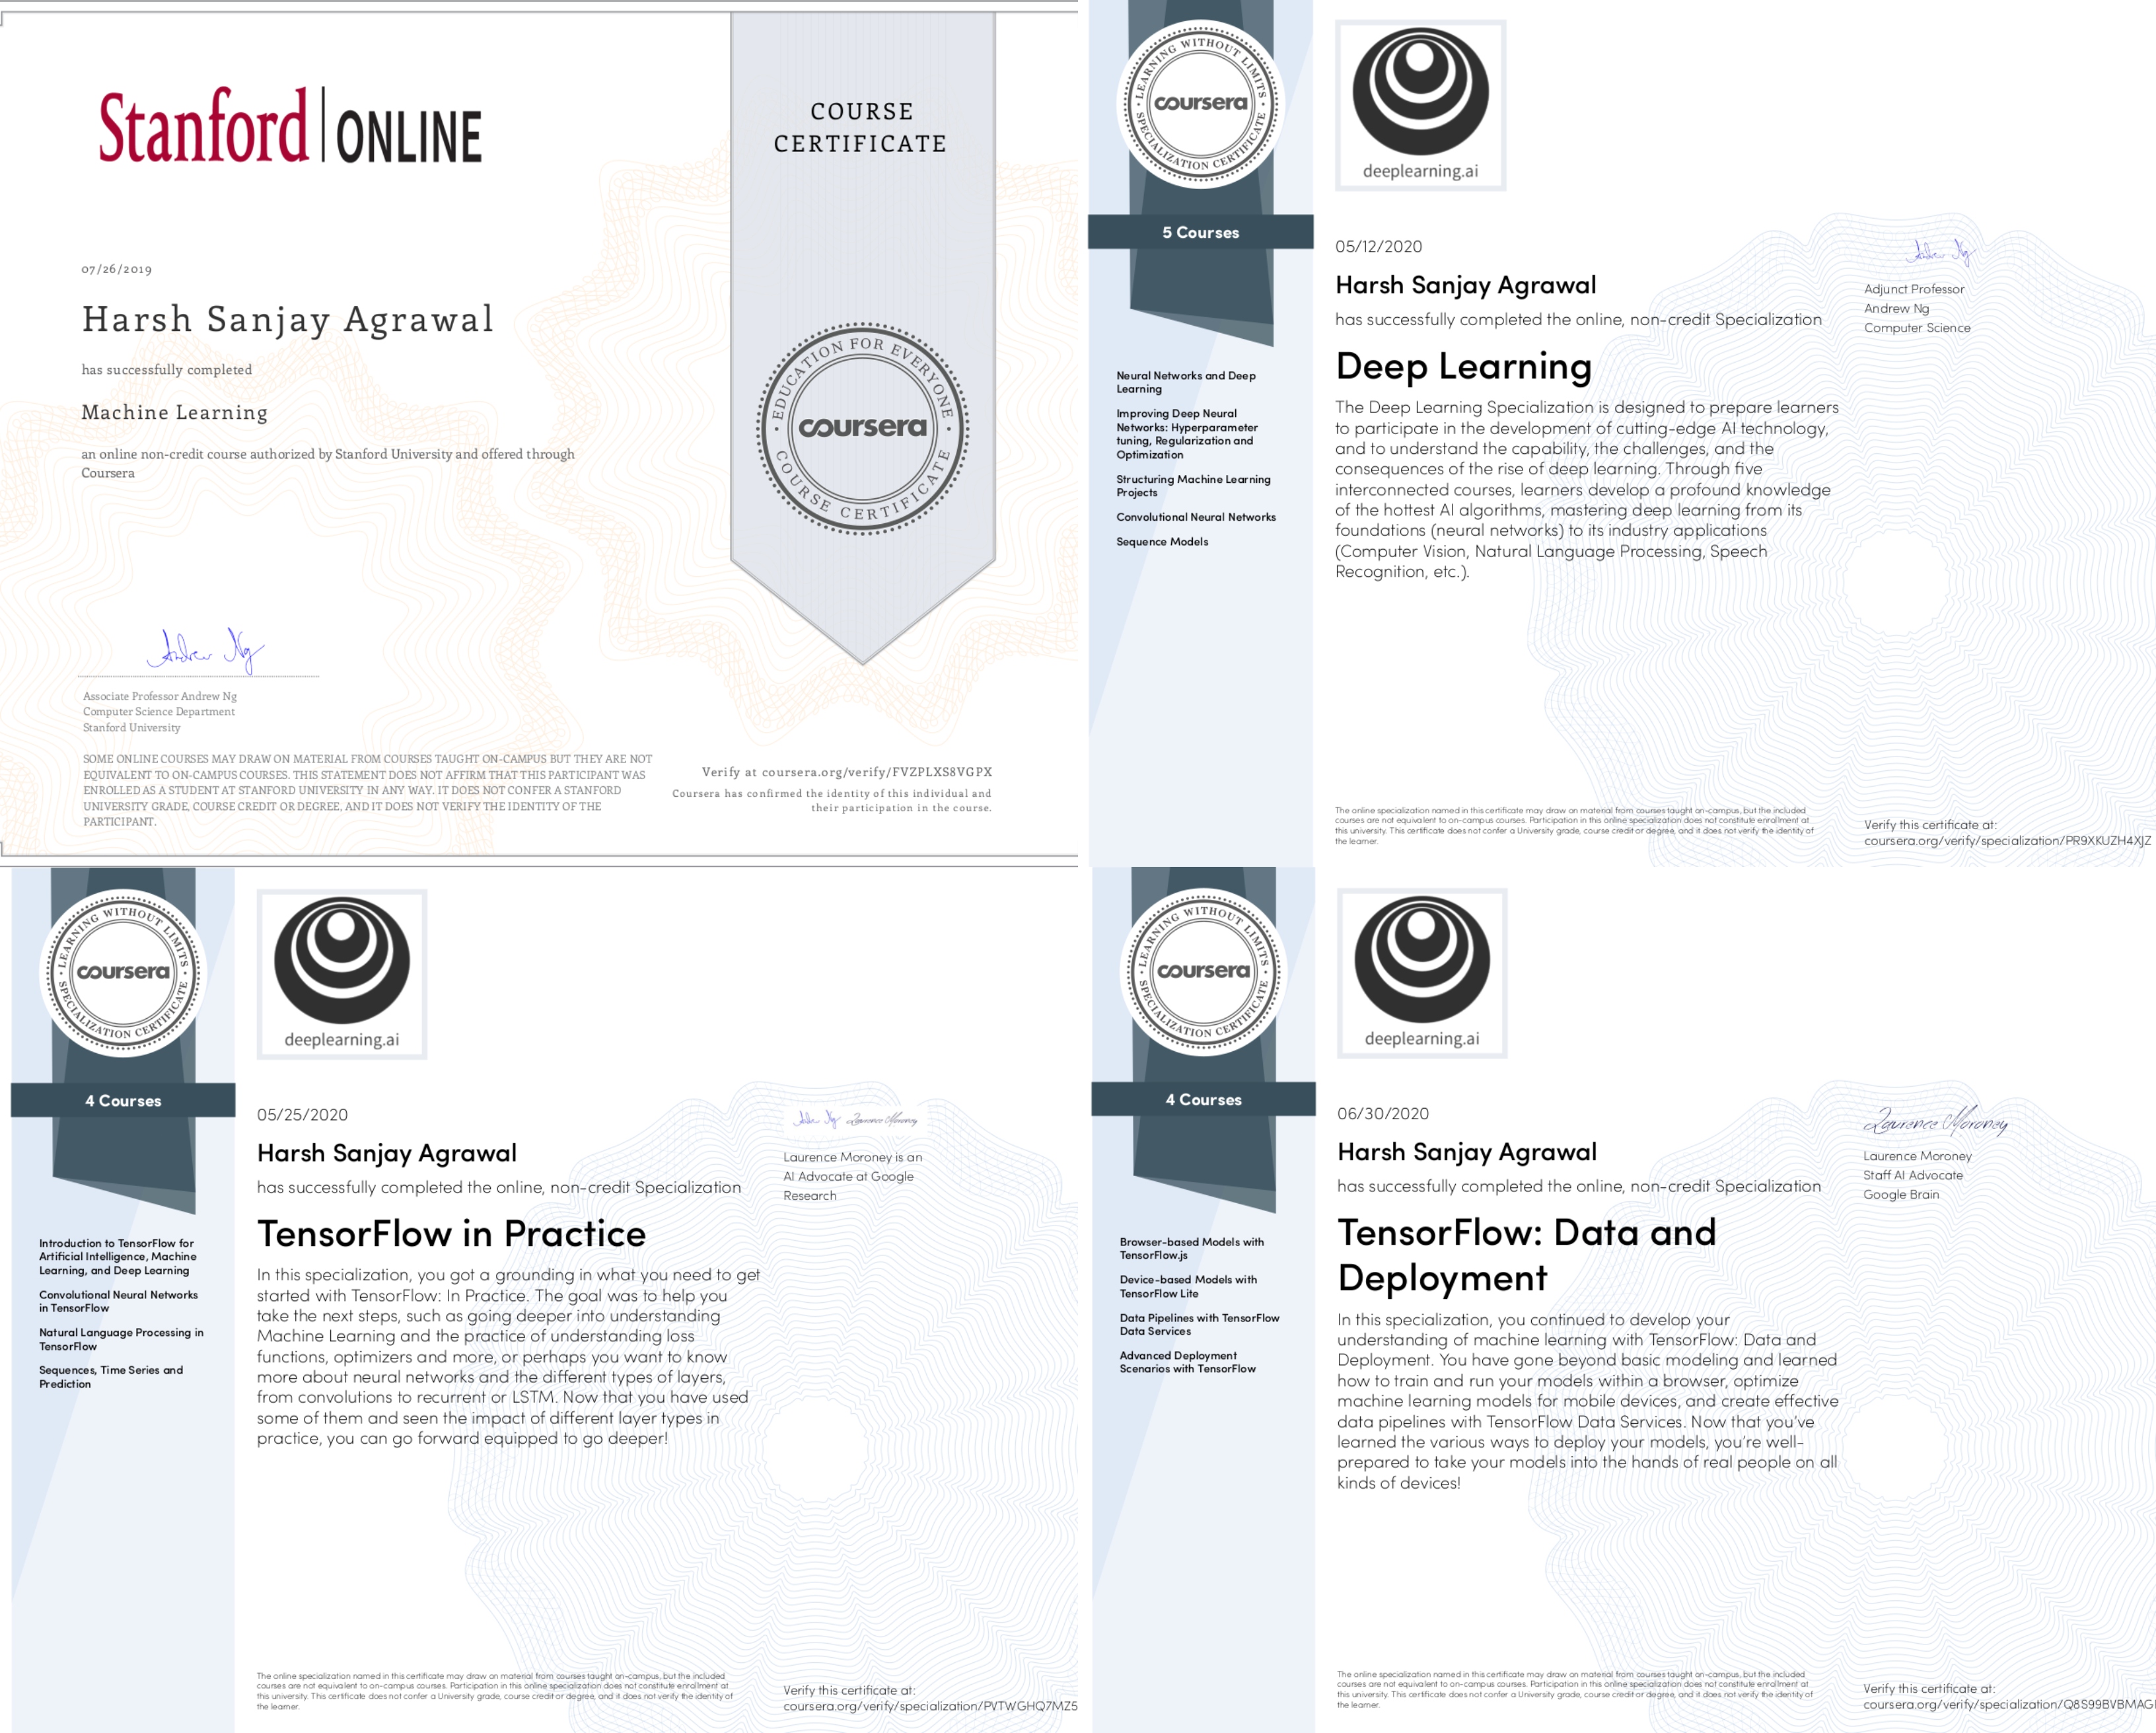 Stanford | ONLINE
07/26/2019
Harsh Sanjay Agrawal
has successfully completed
Machine Learning
an online non-credit course authorized by Stanford University and offered through
Coursera
Andrew Ng
Associate Professor Andrew Ng
Computer Science Department
Stanford University
SOME ONLINE COURSES MAY DRAW ON MATERIAL FROM COURSES TAUGHT ON-CAMPUS BUT THEY ARE NOT
EQUIVALENT TO ON-CAMPUS COURSES. THIS STATEMENT DOES NOT AFFIRM THAT THIS PARTICIPANT WAS
ENROLLED AS A STUDENT AT STANFORD UNIVERSITY IN ANY WAY. IT DOES NOT CONFER A STANFORD
UNIVERSITY GRADE, COURSE CREDIT OR DEGREE, AND IT DOES NOT VERIFY THE IDENTITY OF THE
PARTICIPANT.
COURSE
CERTIFICATE
EDUCATION FOR EVERYONE
coursera
COURSE CERTIFICATE
Verify at coursera.org/verify/FVZPLXS8VGPX
Coursera has confirmed the identity of this individual and
their participation in the course.
LEARNING WITHOUT LIMITS
coursera
SPECIALIZATION CERTIFICATE
5 Courses
Neural Networks and Deep
Learning
Improving Deep Neural
Networks: Hyperparameter
tuning, Regularization and
Optimization
Structuring Machine Learning
Projects
Convolutional Neural Networks
Sequence Models
deeplearning.ai
05/12/2020
Harsh Sanjay Agrawal
has successfully completed the online, non-credit Specialization
Deep Learning
The Deep Learning Specialization is designed to prepare learners
to participate in the development of cutting-edge AI technology,
and to understand the capability, the challenges, and the
consequences of the rise of deep learning. Through five
interconnected courses, learners develop a profound knowledge
of the hottest AI algorithms, mastering deep learning from its
foundations (neural networks) to its industry applications
(Computer Vision, Natural Language Processing, Speech
Recognition, etc.).
Andrew Ng
Adjunct Professor
Andrew Ng
Computer Science
The online specialization named in this certificate may draw on material from courses taught on-campus, but the included
courses are not equivalent to on-campus courses. Participation in this online specialization does not constitute enrollment at
this university. This certificate does not confer a University grade, course credit or degree, and it does not verify the identity of
the learner.
Verify this certificate at:
coursera.org/verify/specialization/PR9XKUZH4XJZ
LEARNING WITHOUT LIMITS
coursera
SPECIALIZATION CERTIFICATE
4 Courses
Introduction to TensorFlow for
Artificial Intelligence, Machine
Learning, and Deep Learning
Convolutional Neural Networks
in TensorFlow
Natural Language Processing in
TensorFlow
Sequences, Time Series and
Prediction
deeplearning.ai
05/25/2020
Harsh Sanjay Agrawal
has successfully completed the online, non-credit Specialization
TensorFlow in Practice
In this specialization, you got a grounding in what you need to get
started with TensorFlow: In Practice. The goal was to help you
take the next steps, such as going deeper into understanding
Machine Learning and the practice of understanding loss
functions, optimizers and more, or perhaps you want to know
more about neural networks and the different types of layers,
from convolutions to recurrent or LSTM. Now that you have used
some of them and seen the impact of different layer types in
practice, you can go forward equipped to go deeper!
Andrew Ng Laurence Moroney
Laurence Moroney is an
AI Advocate at Google
Research
The online specialization named in this certificate may draw on material from courses taught on-campus, but the included
courses are not equivalent to on-campus courses. Participation in this online specialization does not constitute enrollment at
this university. This certificate does not confer a University grade, course credit or degree, and it does not verify the identity of
the learner.
Verify this certificate at:
coursera.org/verify/specialization/PVTWGHQ7MZ5
LEARNING WITHOUT LIMITS
coursera
SPECIALIZATION CERTIFICATE
4 Courses
Browser-based Models with
TensorFlow.js
Device-based Models with
TensorFlow Lite
Data Pipelines with TensorFlow
Data Services
Advanced Deployment
Scenarios with TensorFlow
deeplearning.ai
06/30/2020
Harsh Sanjay Agrawal
has successfully completed the online, non-credit Specialization
TensorFlow: Data and
Deployment
In this specialization, you continued to develop your
understanding of machine learning with TensorFlow: Data and
Deployment. You have gone beyond basic modeling and learned
how to train and run your models within a browser, optimize
machine learning models for mobile devices, and create effective
data pipelines with TensorFlow Data Services. Now that you've
learned the various ways to deploy your models, you're well-
prepared to take your models into the hands of real people on all
kinds of devices!
Laurence Moroney
Laurence Moroney
Staff AI Advocate
Google Brain
The online specialization named in this certificate may draw on material from courses taught on-campus, but the included
courses are not equivalent to on-campus courses. Participation in this online specialization does not constitute enrollment at
this university. This certificate does not confer a University grade, course credit or degree, and it does not verify the identity of
the learner.
Verify this certificate at:
coursera.org/verify/specialization/Q8S99BVBMAG